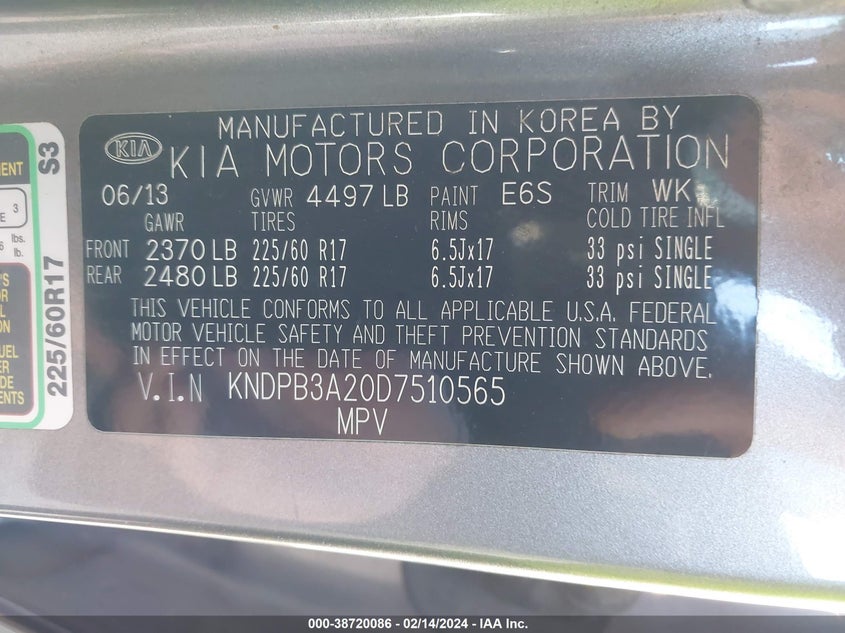 MANUFACTURED IN KOREA BY
KIA KIA MOTORS CORPORATION
06/13 GVWR 4497 LB PAINT E6S TRIM WK
GAWR TIRES RIMS COLD TIRE INFL
FRONT 2370 LB 225/60 R17 6.5Jx17 33 psi SINGLE
REAR 2480 LB 225/60 R17 6.5Jx17 33 psi SINGLE
THIS VEHICLE CONFORMS TO ALL APPLICABLE U.S.A. FEDERAL
MOTOR VEHICLE SAFETY AND THEFT PREVENTION STANDARDS
IN EFFECT ON THE DATE OF MANUFACTURE SHOWN ABOVE.
V.I.N KNDPB3A20D7510565
MPV
225/60R17 S3
3
lbs.
lb.
000-38720086 - 02/14/2024 - IAA Inc.